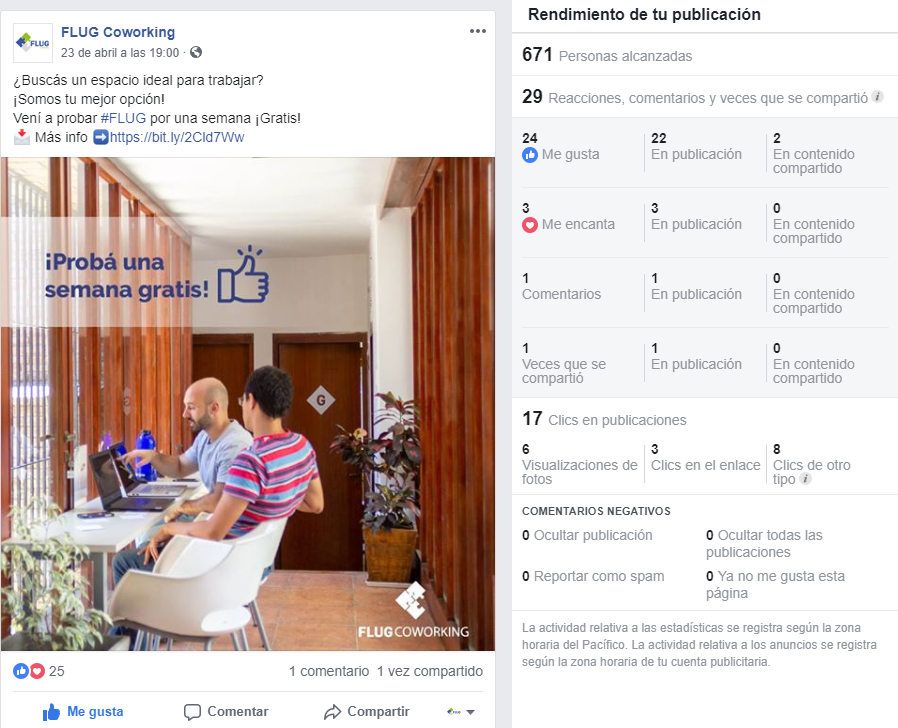 FLUG
FLUG Coworking
23 de abril a las 19:00 ·
¿Buscás un espacio ideal para trabajar?
¡Somos tu mejor opción!
Vení a probar #FLUG por una semana ¡Gratis!
Más info ➡https://bit.ly/2Cld7Ww
¡Probá una
semana gratis!
G
FLUG COWORKING
25
1 comentario 1 vez compartido
Me gusta Comentar Compartir
Rendimiento de tu publicación
671 Personas alcanzadas
29 Reacciones, comentarios y veces que se compartió
24 22 2
Me gusta En publicación En contenido
compartido
3 3 0
Me encanta En publicación En contenido
compartido
1 1 0
Comentarios En publicación En contenido
compartido
1 1 0
Veces que se En publicación En contenido
compartió compartido
17 Clics en publicaciones
6 3 8
Visualizaciones de Clics en el enlace Clics de otro
fotos tipo
COMENTARIOS NEGATIVOS
0 Ocultar publicación 0 Ocultar todas las
publicaciones
0 Reportar como spam 0 Ya no me gusta esta
página
La actividad relativa a las estadísticas se registra según la zona
horaria del Pacífico. La actividad relativa a los anuncios se registra
según la zona horaria de tu cuenta publicitaria.